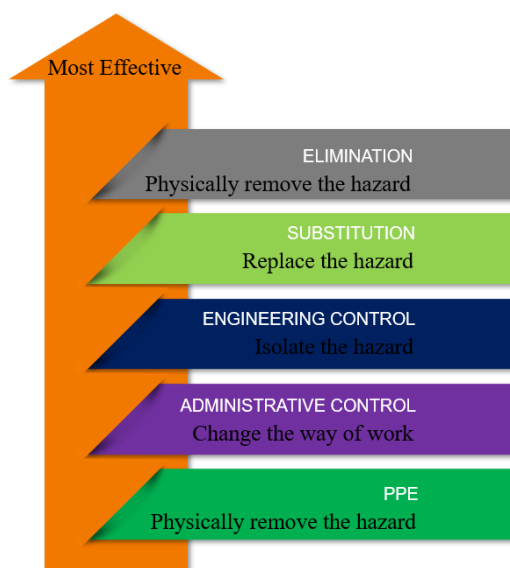 Most Effective
ELIMINATION
Physically remove the hazard
SUBSTITUTION
Replace the hazard
ENGINEERING CONTROL
Isolate the hazard
ADMINISTRATIVE CONTROL
Change the way of work
PPE
Physically remove the hazard